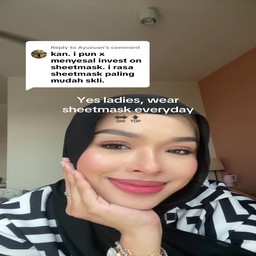 Reply to Ayuzuan's comment
kan. i pun x
menyesal invest on
sheetmask. i rasa
sheetmask paling
mudah skli.
Yes ladies, wear
sheetmask everyday